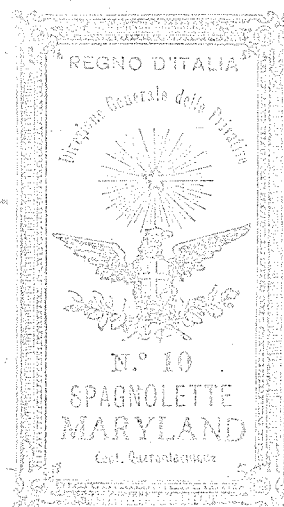 REGNO D'ITALIA
Direzione Generale delle Privative
N.° 10
SPAGNOLETTE
MARYLAND
Cent. Quarantacinque